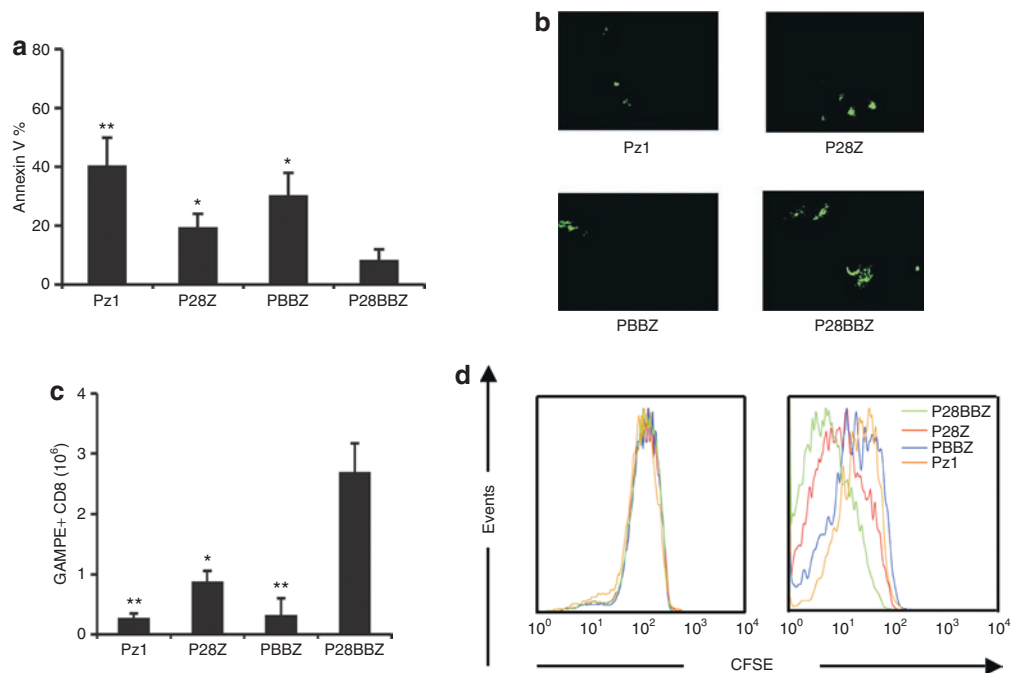 a
80
60
40
20
0
Annexin V %
**
*
*
Pz1 P28Z PBBZ P28BBZ
b
Pz1 P28Z
PBBZ P28BBZ
c
4
3
2
1
0
GAMPE+ CD8 (10⁶)
**
*
**
Pz1 P28Z PBBZ P28BBZ
d
Events
P28BBZ
P28Z
PBBZ
Pz1
10⁰ 10¹ 10² 10³ 10⁴ 10⁰ 10¹ 10² 10³ 10⁴
CFSE